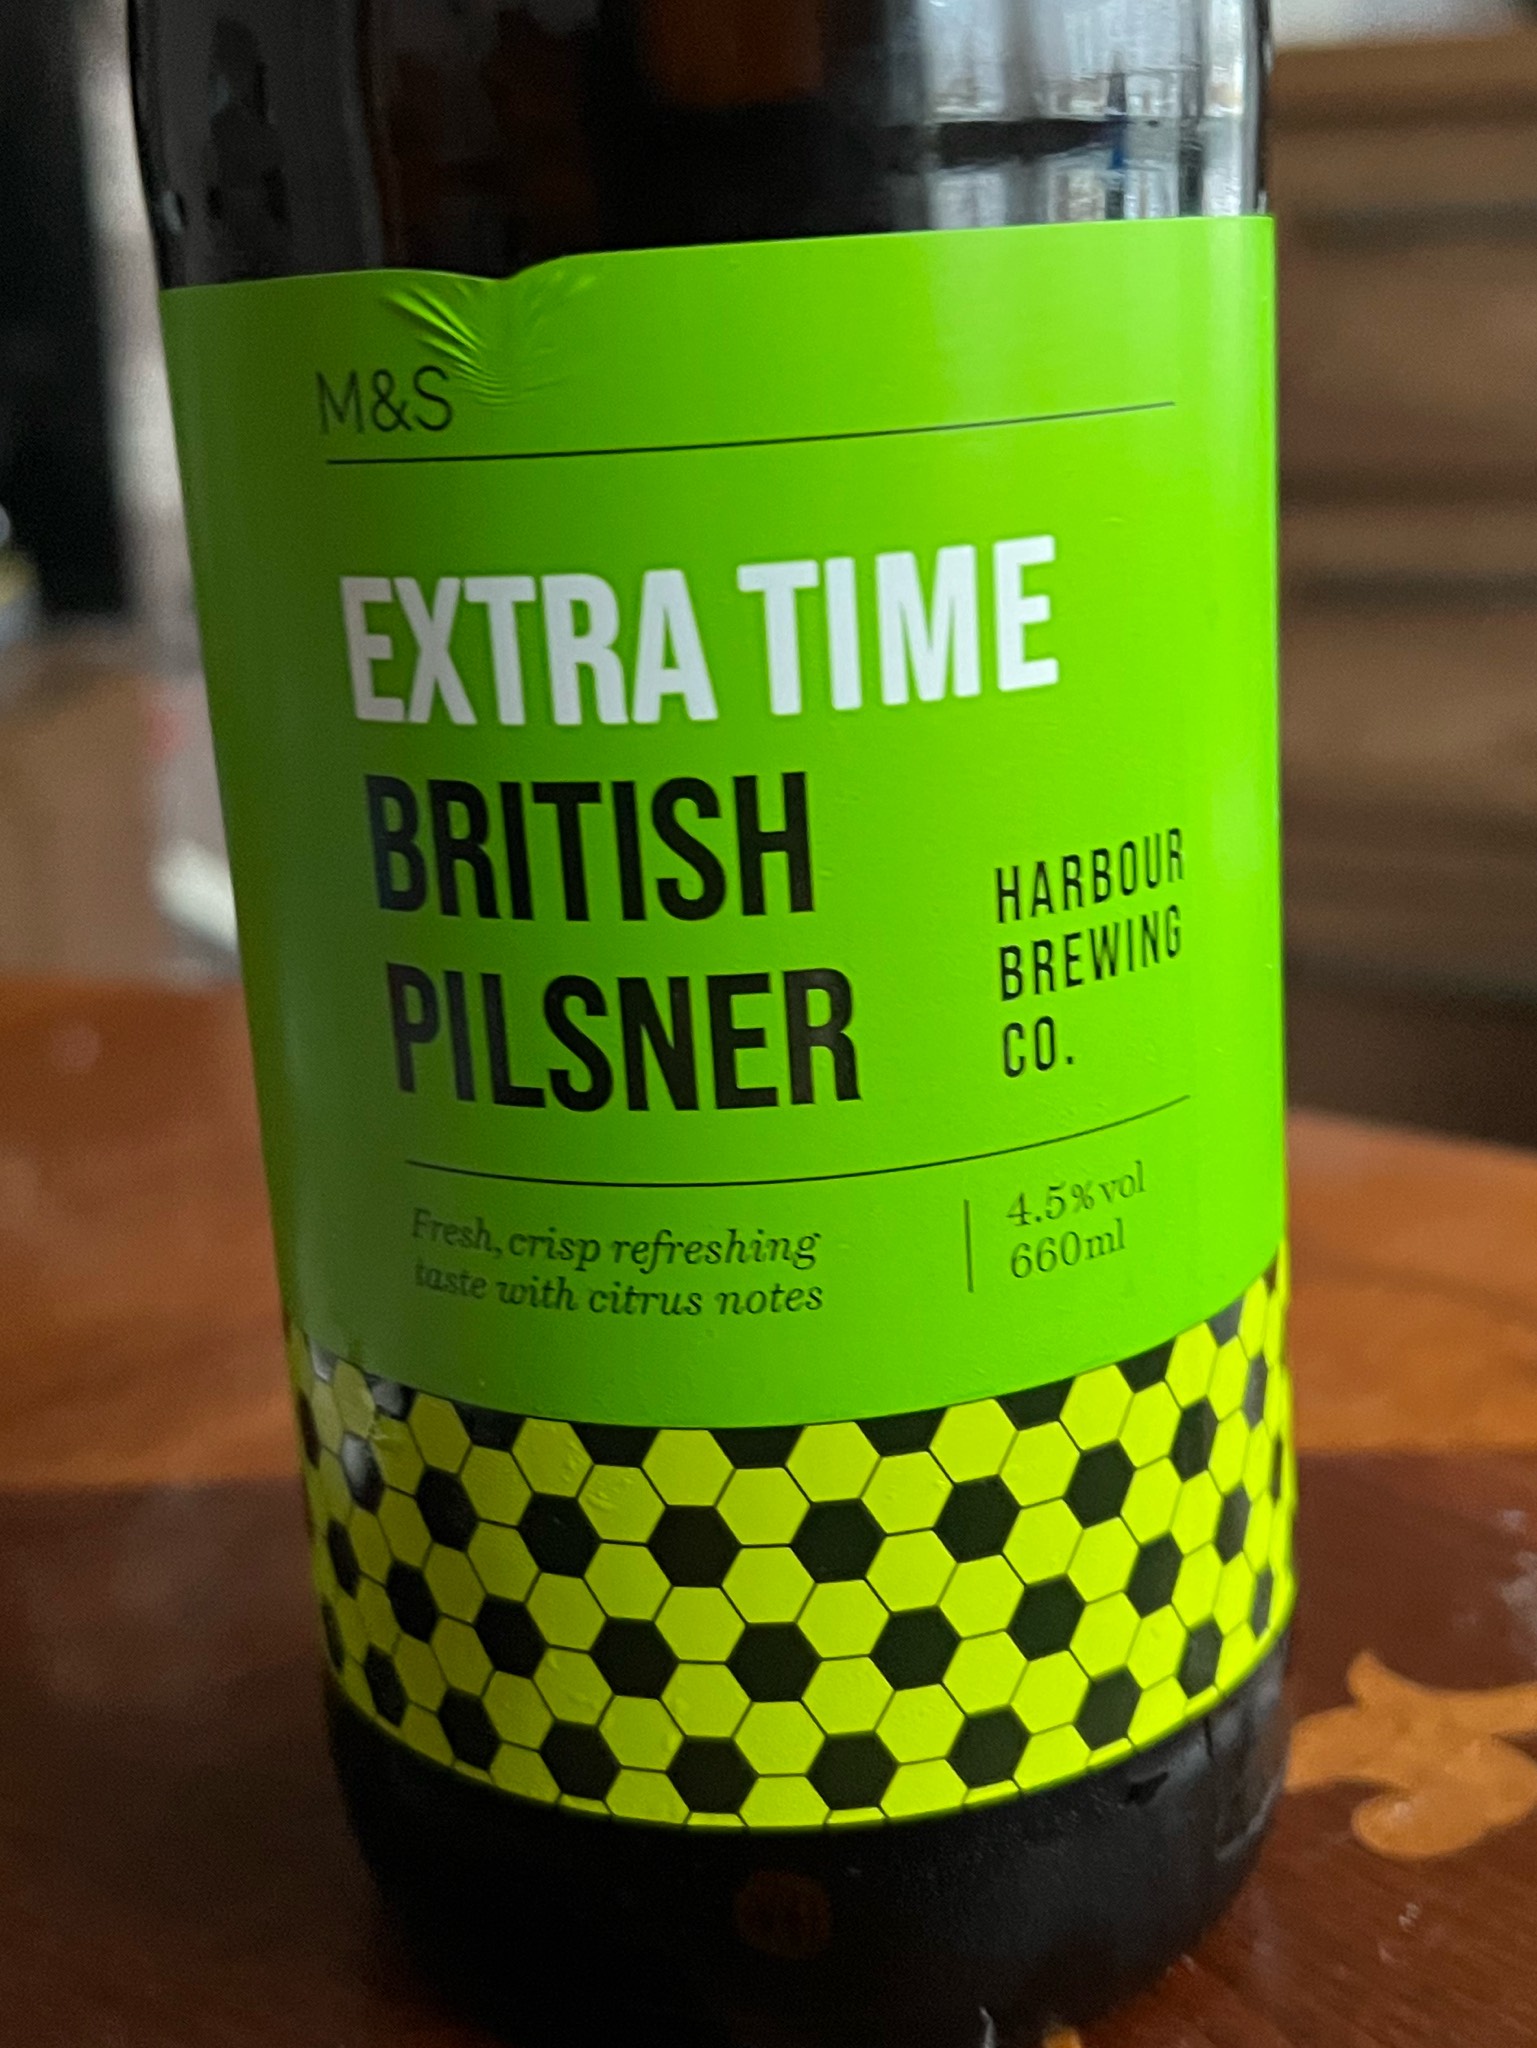 M&S
EXTRA TIME
BRITISH
PILSNER
HARBOUR
BREWING
CO.
Fresh, crisp refreshing
taste with citrus notes
4.5% vol
660ml